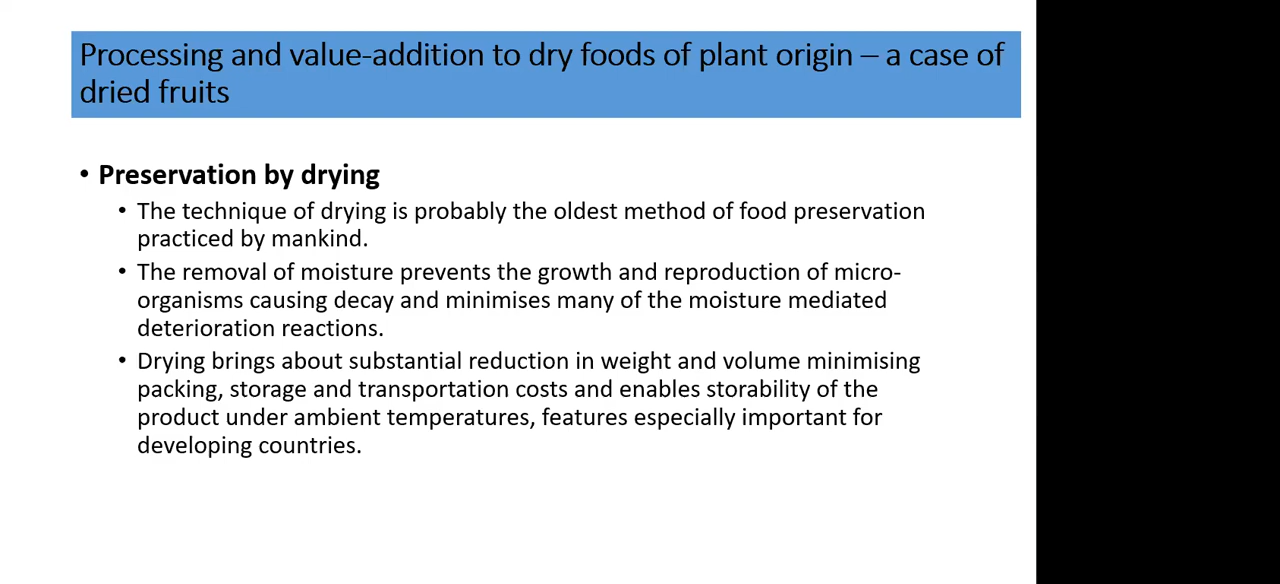 Processing and value-addition to dry foods of plant origin – a case of
dried fruits
• Preservation by drying
• The technique of drying is probably the oldest method of food preservation
practiced by mankind.
• The removal of moisture prevents the growth and reproduction of micro-
organisms causing decay and minimises many of the moisture mediated
deterioration reactions.
• Drying brings about substantial reduction in weight and volume minimising
packing, storage and transportation costs and enables storability of the
product under ambient temperatures, features especially important for
developing countries.